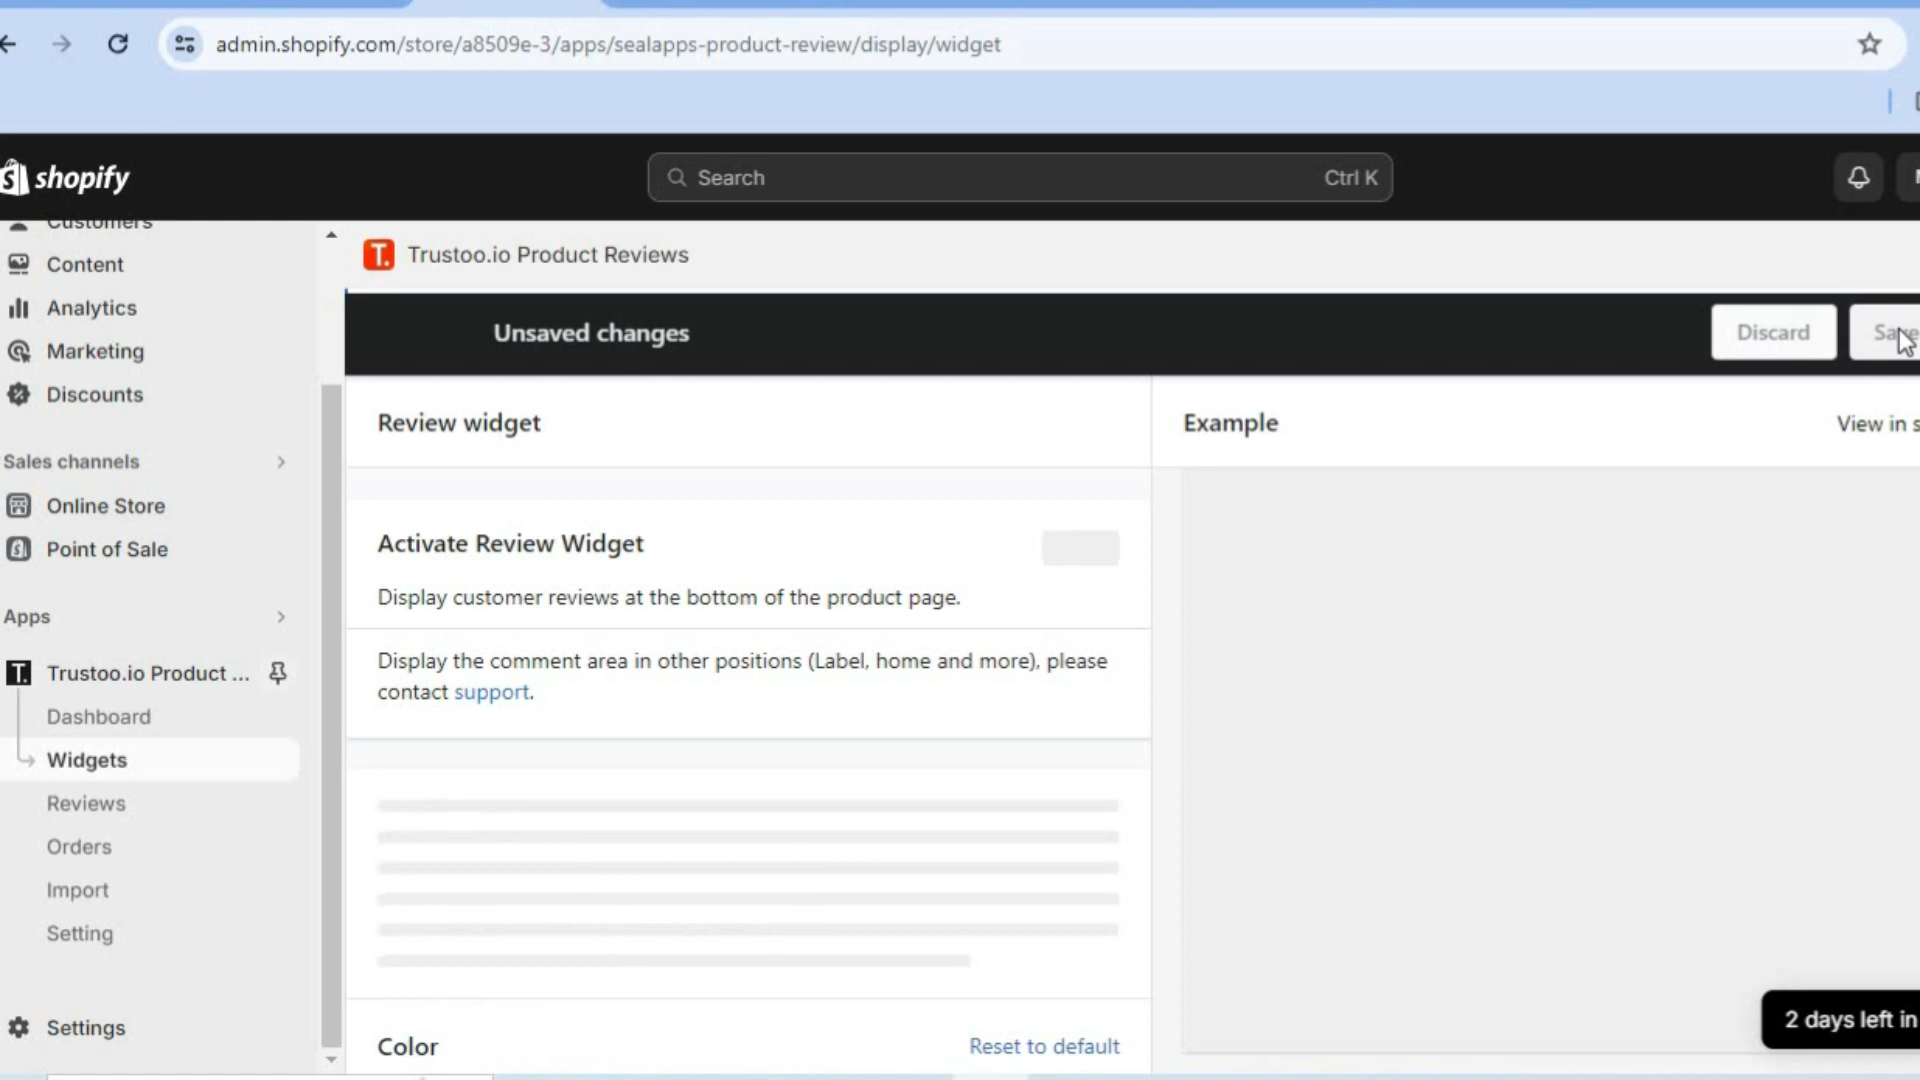 admin.shopify.com/store/a8509e-3/apps/sealapps-product-review/display/widget
shopify
Search
Ctrl K
Customers
Content
Analytics
Marketing
Discounts
Sales channels
Online Store
Point of Sale
Apps
Trustoo.io Product ...
Dashboard
Widgets
Reviews
Orders
Import
Setting
Settings
T. Trustoo.io Product Reviews
Unsaved changes
Discard
Save
Review widget
Example
View in s
Activate Review Widget
Display customer reviews at the bottom of the product page.
Display the comment area in other positions (Label, home and more), please
contact support.
Color
Reset to default
2 days left in